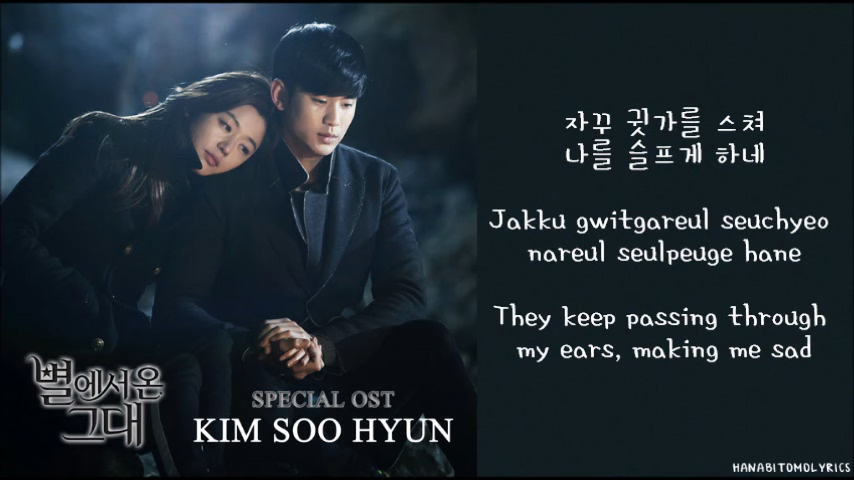 별에서 온
그대
SPECIAL OST
KIM SOO HYUN
자꾸 귓가를 스쳐
나를 슬프게 하네
Jakku gwitgareul seuchyeo
nareul seulpeuge hane
They keep passing through
my ears, making me sad
HANABITOMOLYRICS